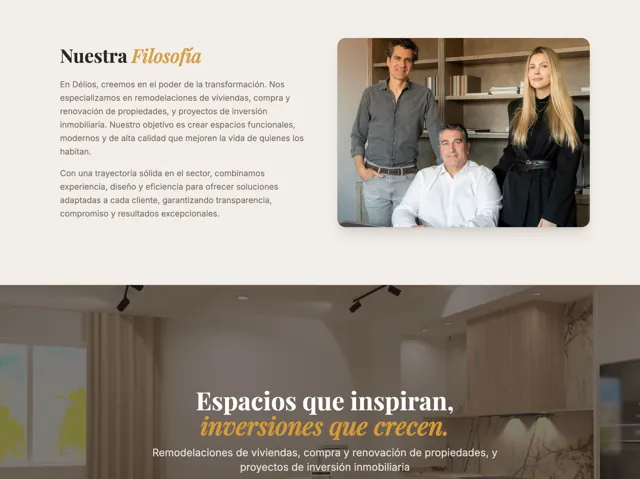 Nuestra Filosofía
En Délios, creemos en el poder de la transformación. Nos
especializamos en remodelaciones de viviendas, compra y
renovación de propiedades, y proyectos de inversión
inmobiliaria. Nuestro objetivo es crear espacios funcionales,
modernos y de alta calidad que mejoren la vida de quienes los
habitan.
Con una trayectoria sólida en el sector, combinamos
experiencia, diseño y eficiencia para ofrecer soluciones
adaptadas a cada cliente, garantizando transparencia,
compromiso y resultados excepcionales.
Espacios que inspiran,
inversiones que crecen.
Remodelaciones de viviendas, compra y renovación de propiedades, y
proyectos de inversión inmobiliaria